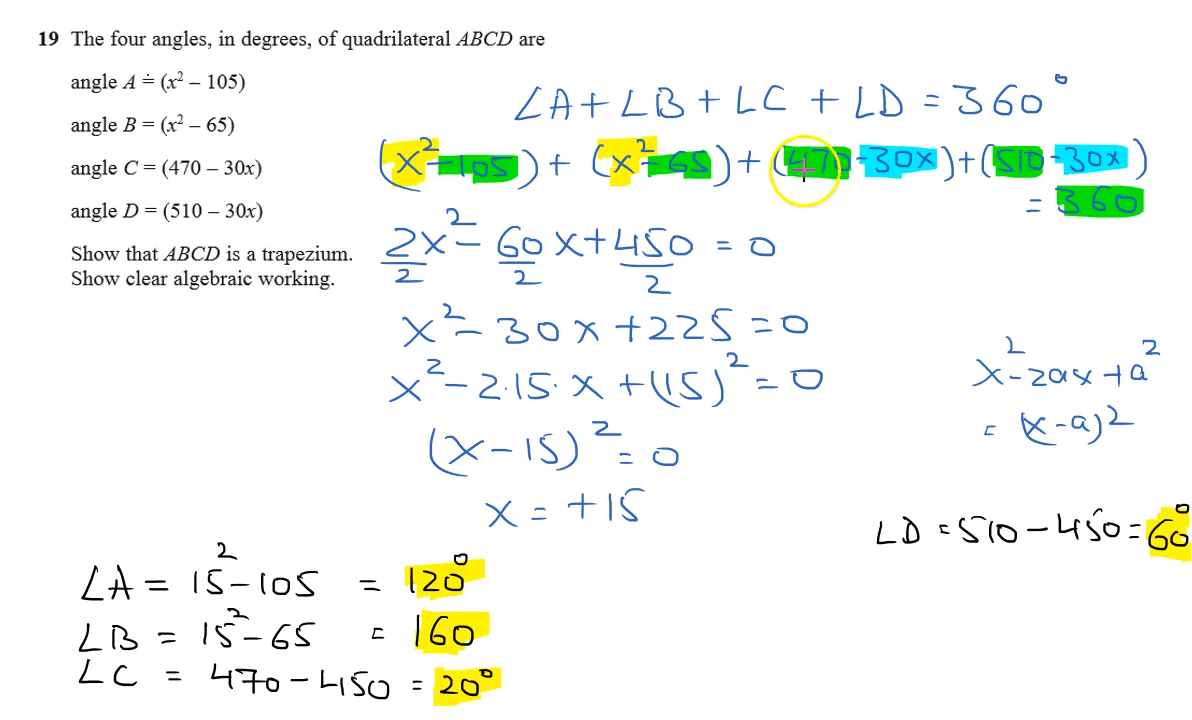 19 The four angles, in degrees, of quadrilateral ABCD are
angle A = (x² – 105)
angle B = (x² – 65)
angle C = (470 – 30x)
angle D = (510 – 30x)
Show that ABCD is a trapezium.
Show clear algebraic working.
∠A + ∠B + ∠C + ∠D = 360°
(x² - 105) + (x² - 65) + (470 - 30x) + (510 - 30x)
= 360
2x²/2 - 60x/2 + 450/2 = 0
x² - 30x + 225 = 0
x² - 2·15·x + (15)² = 0
(x - 15)² = 0
x = +15
x² - 2ax + a²
= (x - a)²
∠D = 510 - 450 = 60°
∠A = 15² - 105 = 120°
∠B = 15² - 65 = 160
∠C = 470 - 450 = 20°